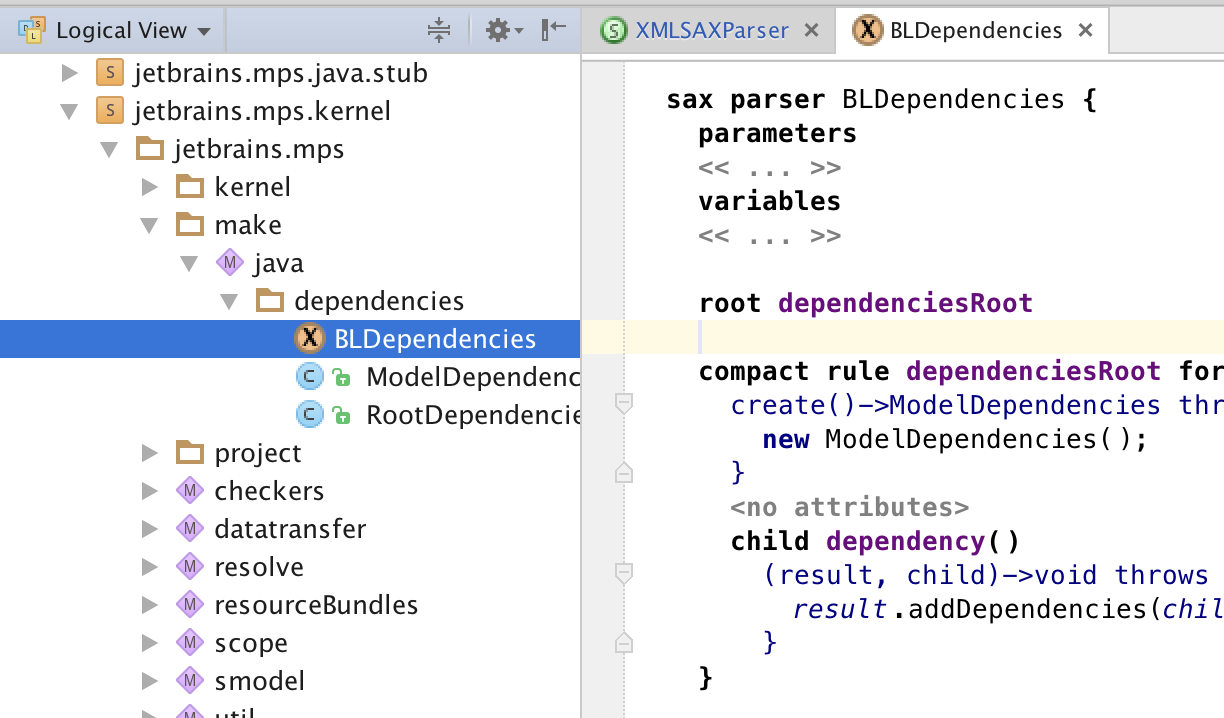 Logical View
jetbrains.mps.java.stub
jetbrains.mps.kernel
jetbrains.mps
kernel
make
java
dependencies
BLDependencies
ModelDependenc
RootDependencie
project
checkers
datatransfer
resolve
resourceBundles
scope
smodel
util
XMLSAXParser
BLDependencies
sax parser BLDependencies {
parameters
<< ... >>
variables
<< ... >>
root dependenciesRoot
compact rule dependenciesRoot for
create()->ModelDependencies thr
new ModelDependencies();
}
<no attributes>
child dependency()
(result, child)->void throws
result.addDependencies(chil
}
}